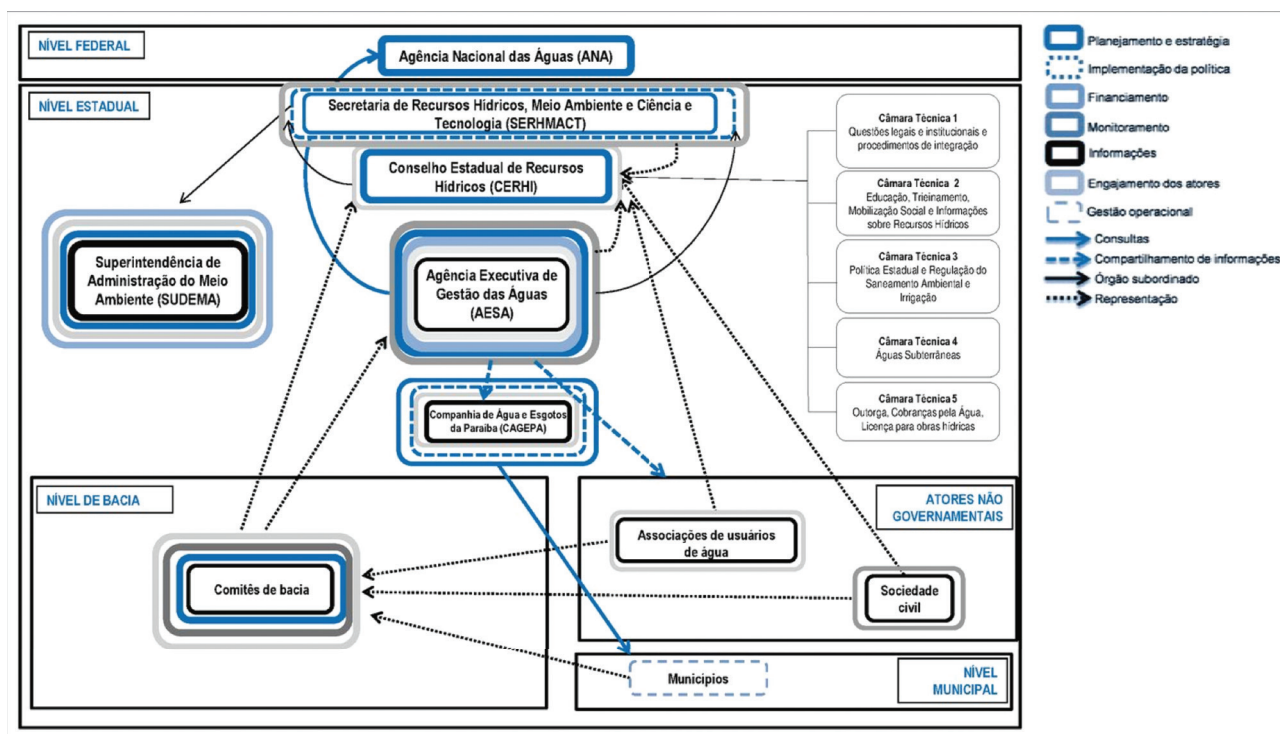 NÍVEL FEDERAL
Agência Nacional das Águas (ANA)
NÍVEL ESTADUAL
Secretaria de Recursos Hídricos, Meio Ambiente e Ciência e
Tecnologia (SERHMACT)
Conselho Estadual de Recursos
Hídricos (CERHI)
Superintendência de
Administração do Meio
Ambiente (SUDEMA)
Agência Executiva de
Gestão das Águas
(AESA)
Companhia de Água e Esgotos
da Paraíba (CAGEPA)
Câmara Técnica 1
Questões legais e institucionais e
procedimentos de integração
Câmara Técnica 2
Educação, Trieinamento,
Mobilização Social e Informações
sobre Recursos Hídricos
Câmara Técnica 3
Política Estadual e Regulação do
Saneamento Ambiental e
Irrigação
Câmara Técnica 4
Águas Subterrâneas
Câmara Técnica 5
Outorga, Cobranças pela Água,
Licença para obras hídricas
NÍVEL DE BACIA
Comitês de bacia
ATORES NÃO
GOVERNAMENTAIS
Associações de usuários
de água
Sociedade
civil
Municípios
NÍVEL
MUNICIPAL
Planejamento e estratégia
Implementação da política
Financiamento
Monitoramento
Informações
Engajamento dos atores
Gestão operacional
Consultas
Compartilhamento de informações
Órgão subordinado
Representação